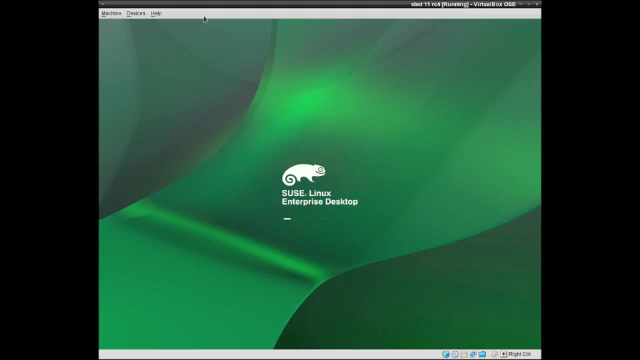 sled 11 rc4 [Running] - VirtualBox OSE
Machine Devices Help
SUSE. Linux
Enterprise Desktop
Right Ctrl